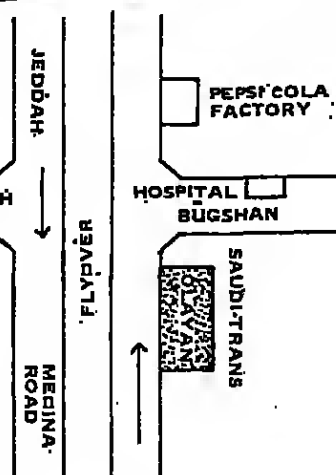 JEDDAH
PEPSI COLA
FACTORY
H
HOSPITAL
BUGSHAN
FLYOVER
SAUDI-TRANS
OLAYAN
MEDINA-
ROAD